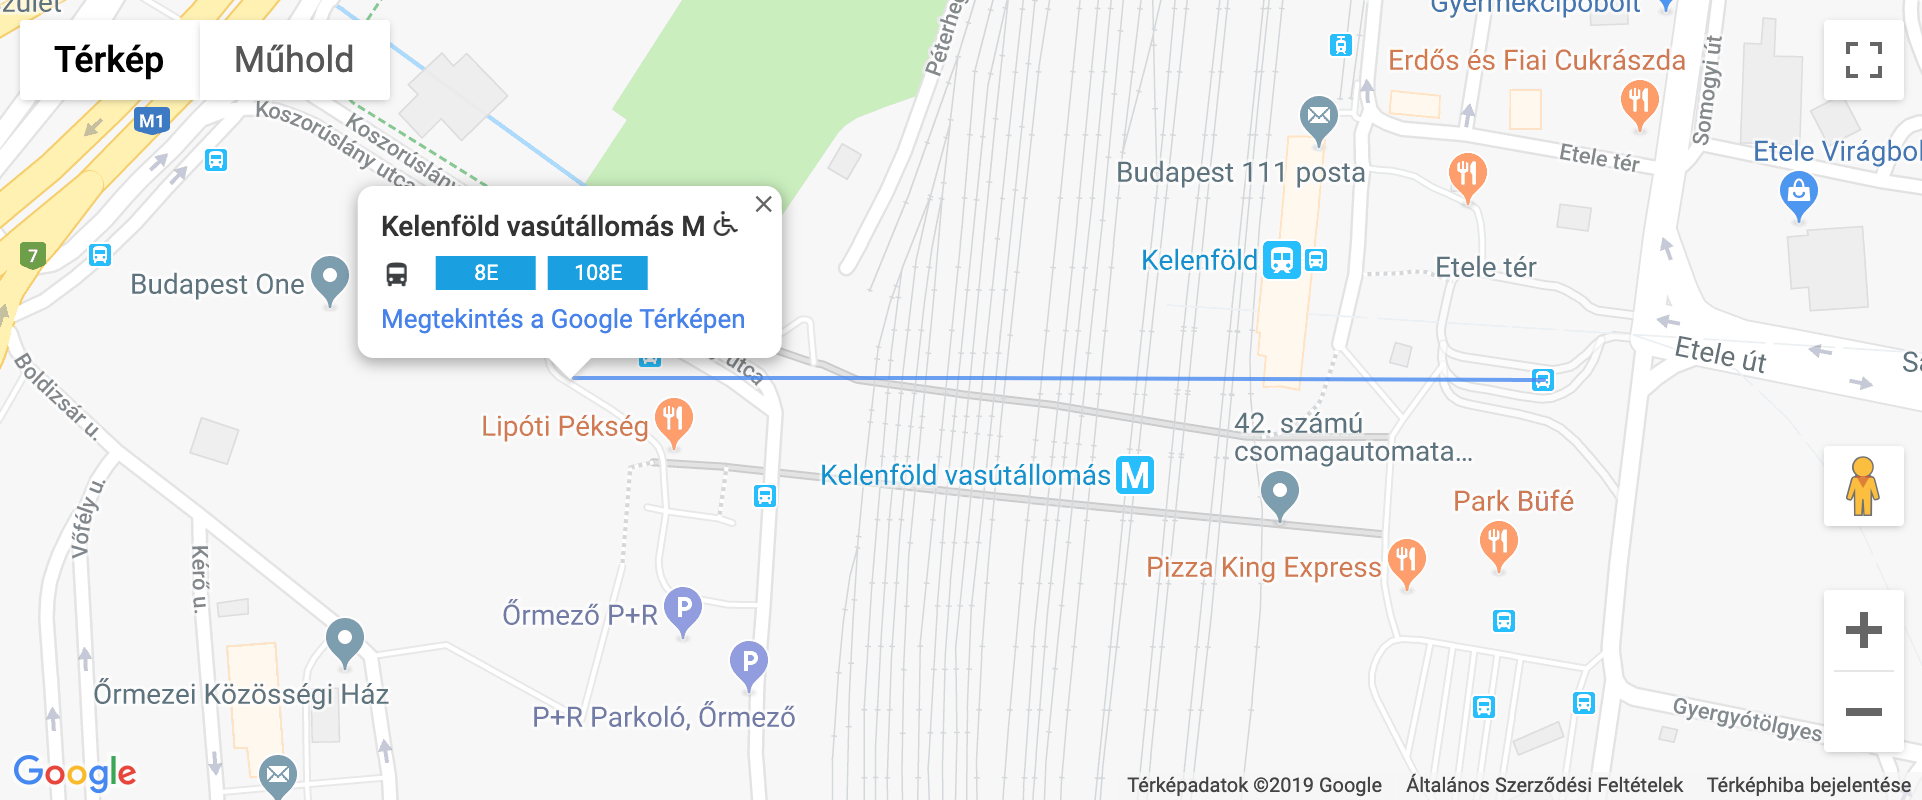 Térkép
Műhold
Gyermekcipőbolt
Erdős és Fiai Cukrászda
Péterheg
Somogyi út
M1
Koszorúslány utca
Koszorúslány
Etele tér
Etele Virágbol
Budapest 111 posta
Kelenföld vasútállomás M
8E
108E
Megtekintés a Google Térképen
7
Budapest One
Kelenföld
Etele tér
Etele út
Sa
utca
Boldizsár u.
Lipóti Pékség
42. számú
csomagautomata...
Kelenföld vasútállomás
M
Park Büfé
Vőfély u.
Kérő u.
Pizza King Express
Őrmező P+R
P
P
Őrmezei Közösségi Ház
P+R Parkoló, Őrmező
Gyergyótölgyes
Google
Térképadatok ©2019 Google
Általános Szerződési Feltételek
Térképhiba bejelentése